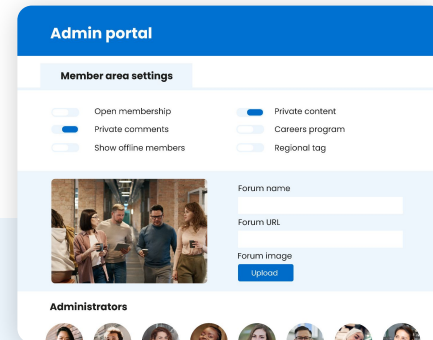 Admin portal
Member area settings
Open membership
Private content
Private comments
Careers program
Show offline members
Regional tag
Forum name
Forum URL
Forum image
Upload
Administrators